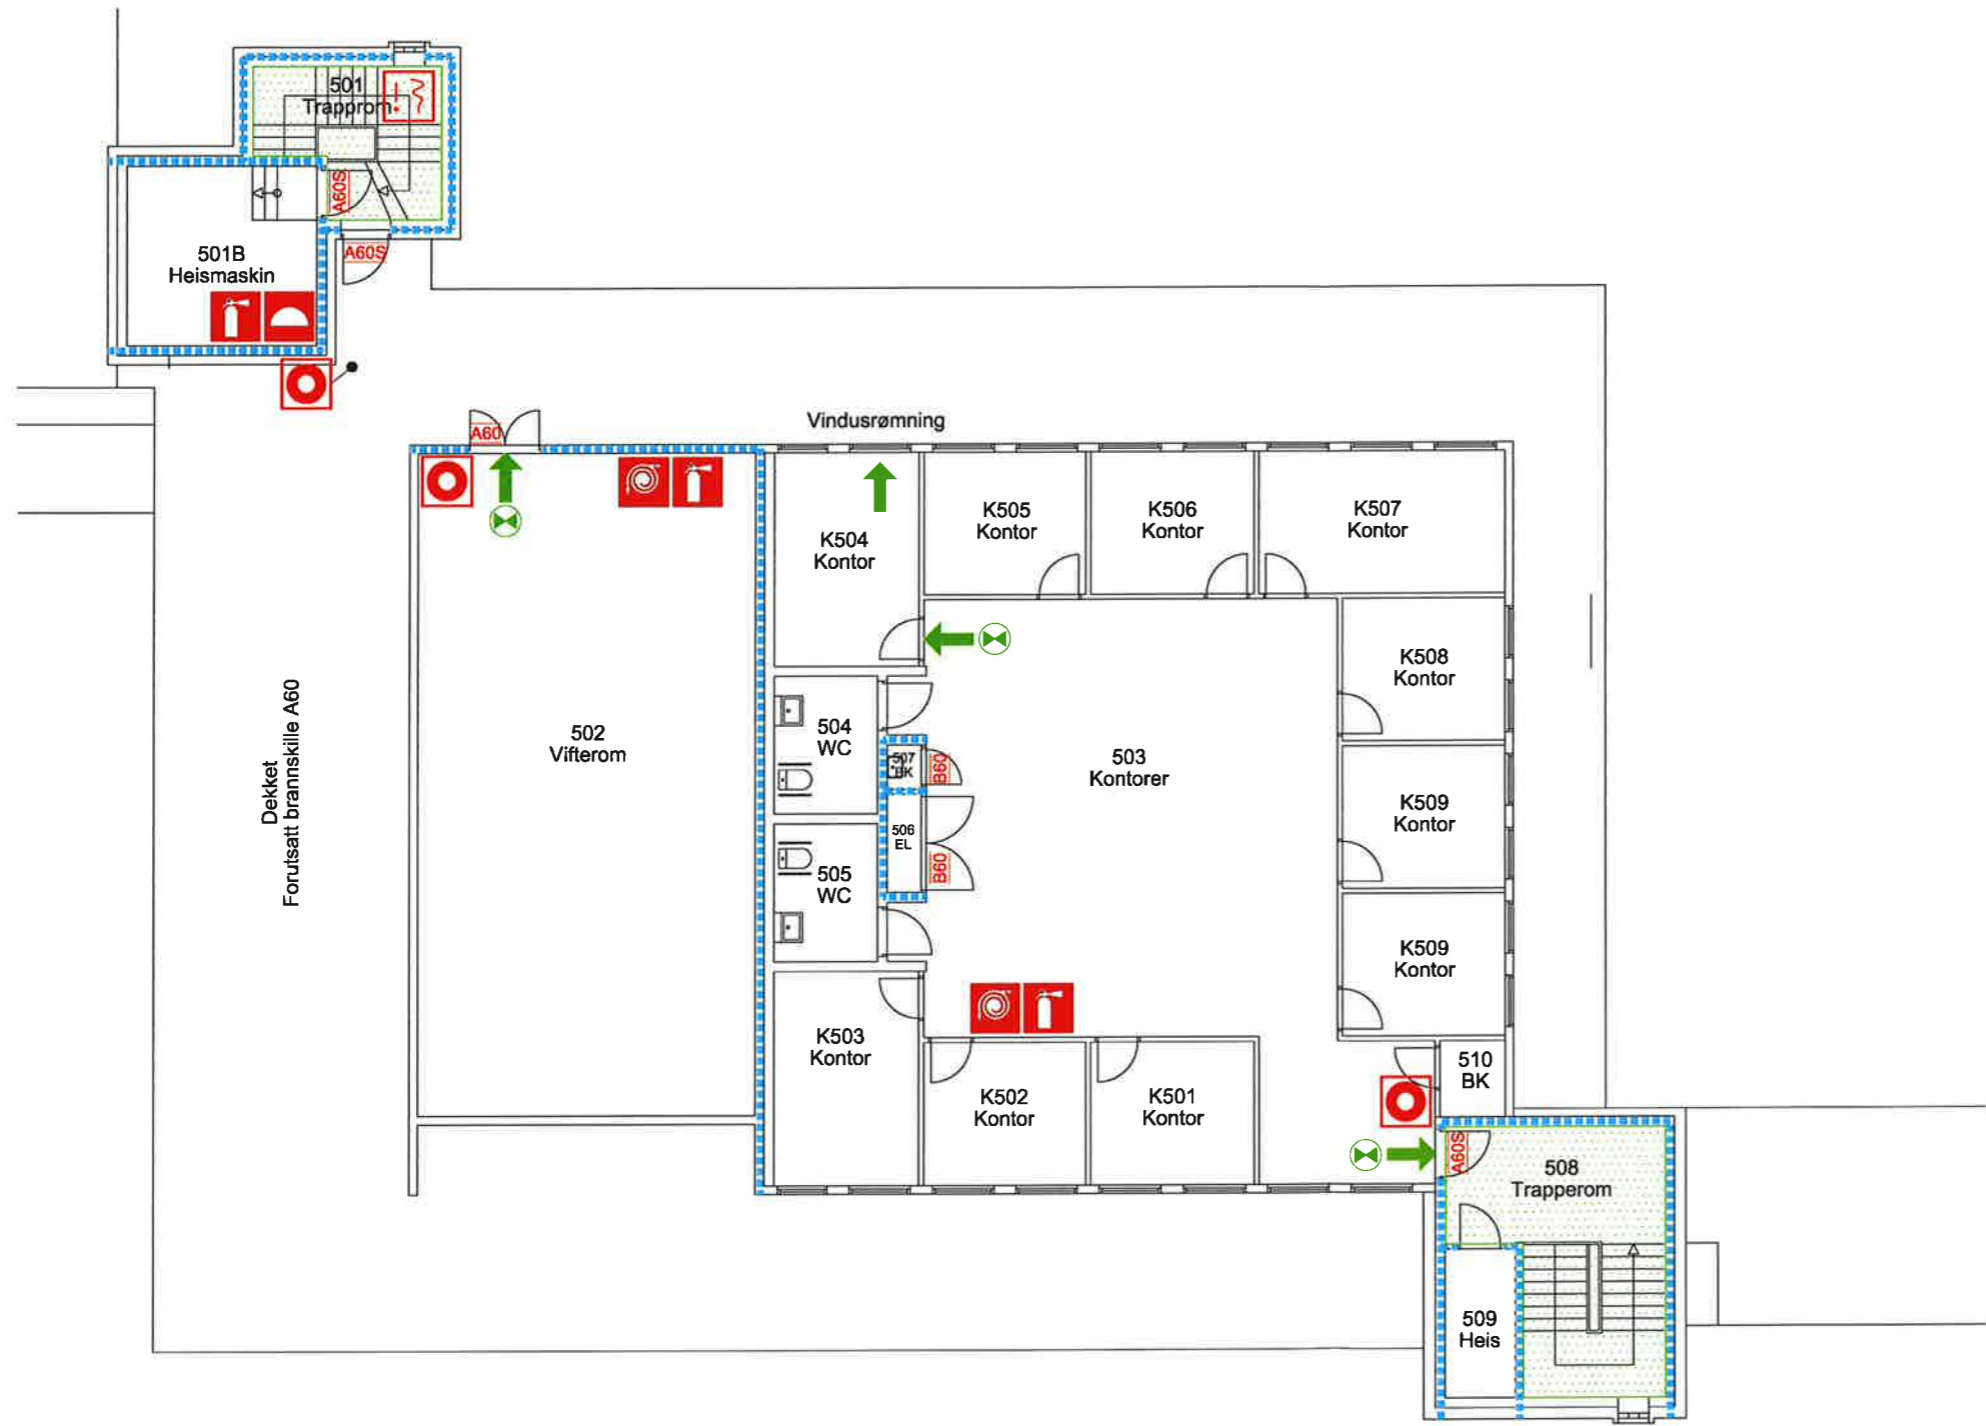 501
Trapprom
A60S
A60S
501B
Heismaskin
Vindusrømning
A60
K504
Kontor
K505
Kontor
K506
Kontor
K507
Kontor
K508
Kontor
502
Vifterom
504
WC
507
BK
B60
503
Kontorer
506
EL
B60
505
WC
K509
Kontor
K509
Kontor
Dekket
Forutsatt brannskille A60
K503
Kontor
K502
Kontor
K501
Kontor
510
BK
A60S
508
Trapperom
509
Heis